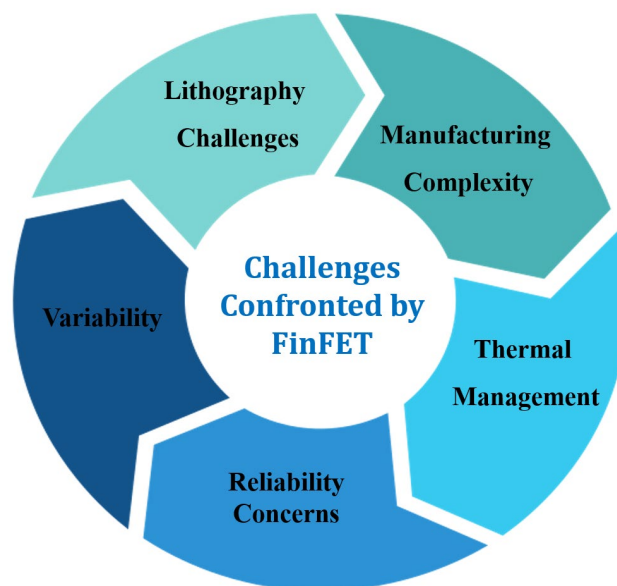 Lithography
Challenges
Manufacturing
Complexity
Challenges
Confronted by
FinFET
Variability
Thermal
Management
Reliability
Concerns